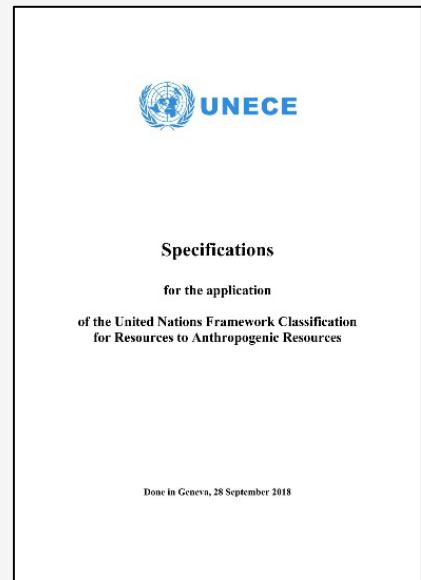 UNECE
Specifications
for the application
of the United Nations Framework Classification
for Resources to Anthropogenic Resources
Done in Geneva, 28 September 2018